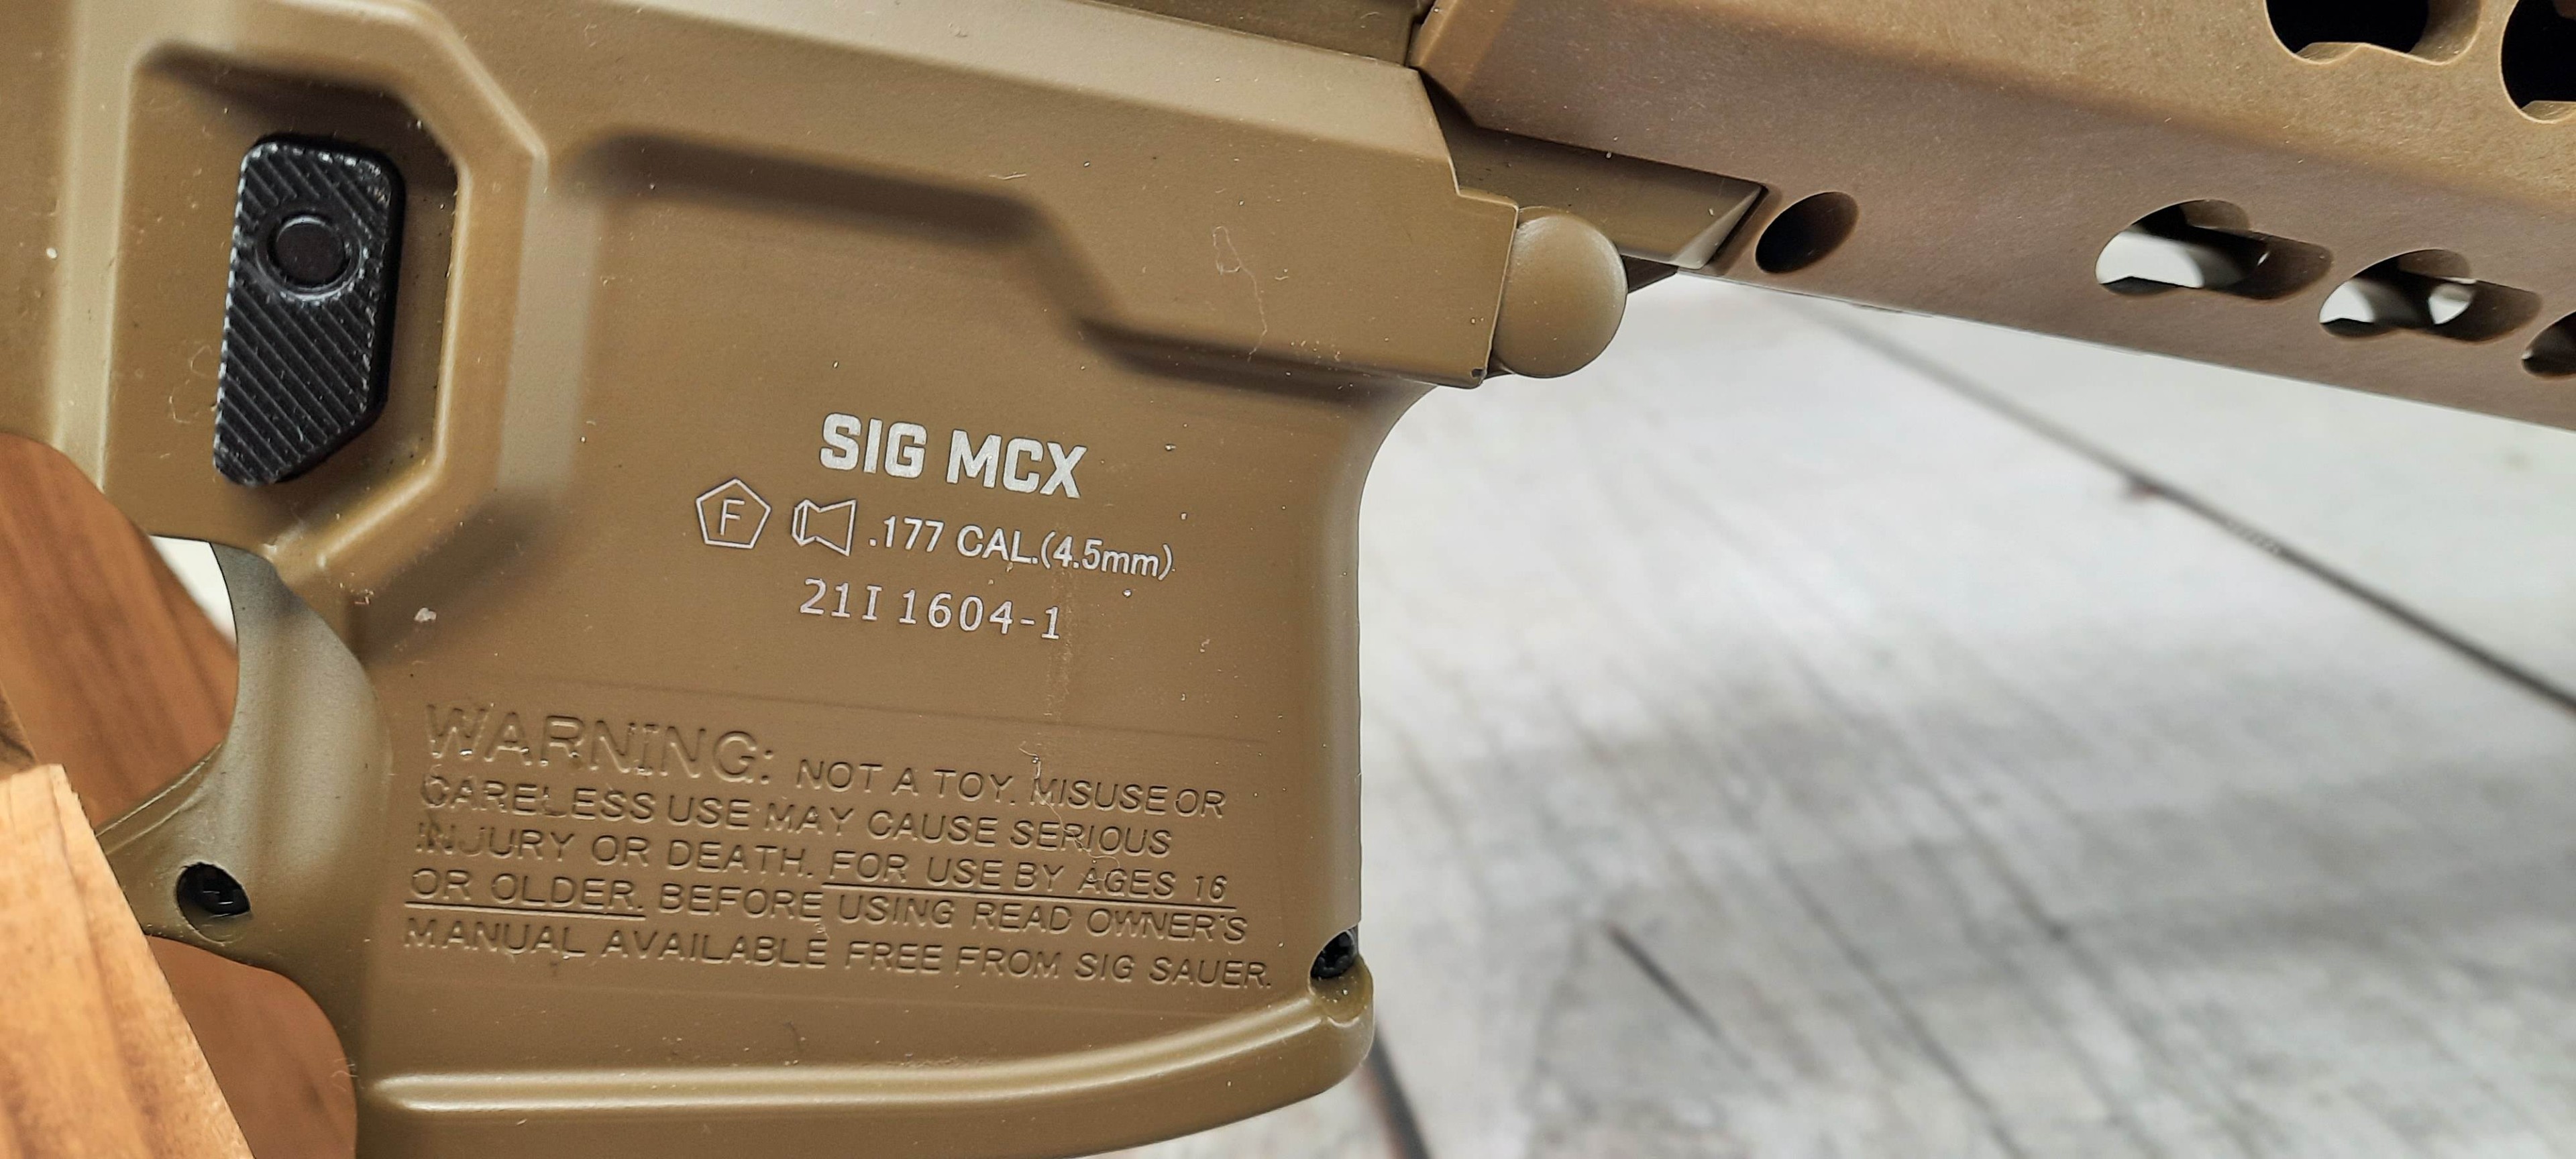 SIG MCX
F .177 CAL.(4.5mm)
21I 1604-1
WARNING: NOT A TOY. MISUSE OR
CARELESS USE MAY CAUSE SERIOUS
INJURY OR DEATH. FOR USE BY AGES 16
OR OLDER. BEFORE USING READ OWNER'S
MANUAL AVAILABLE FREE FROM SIG SAUER.